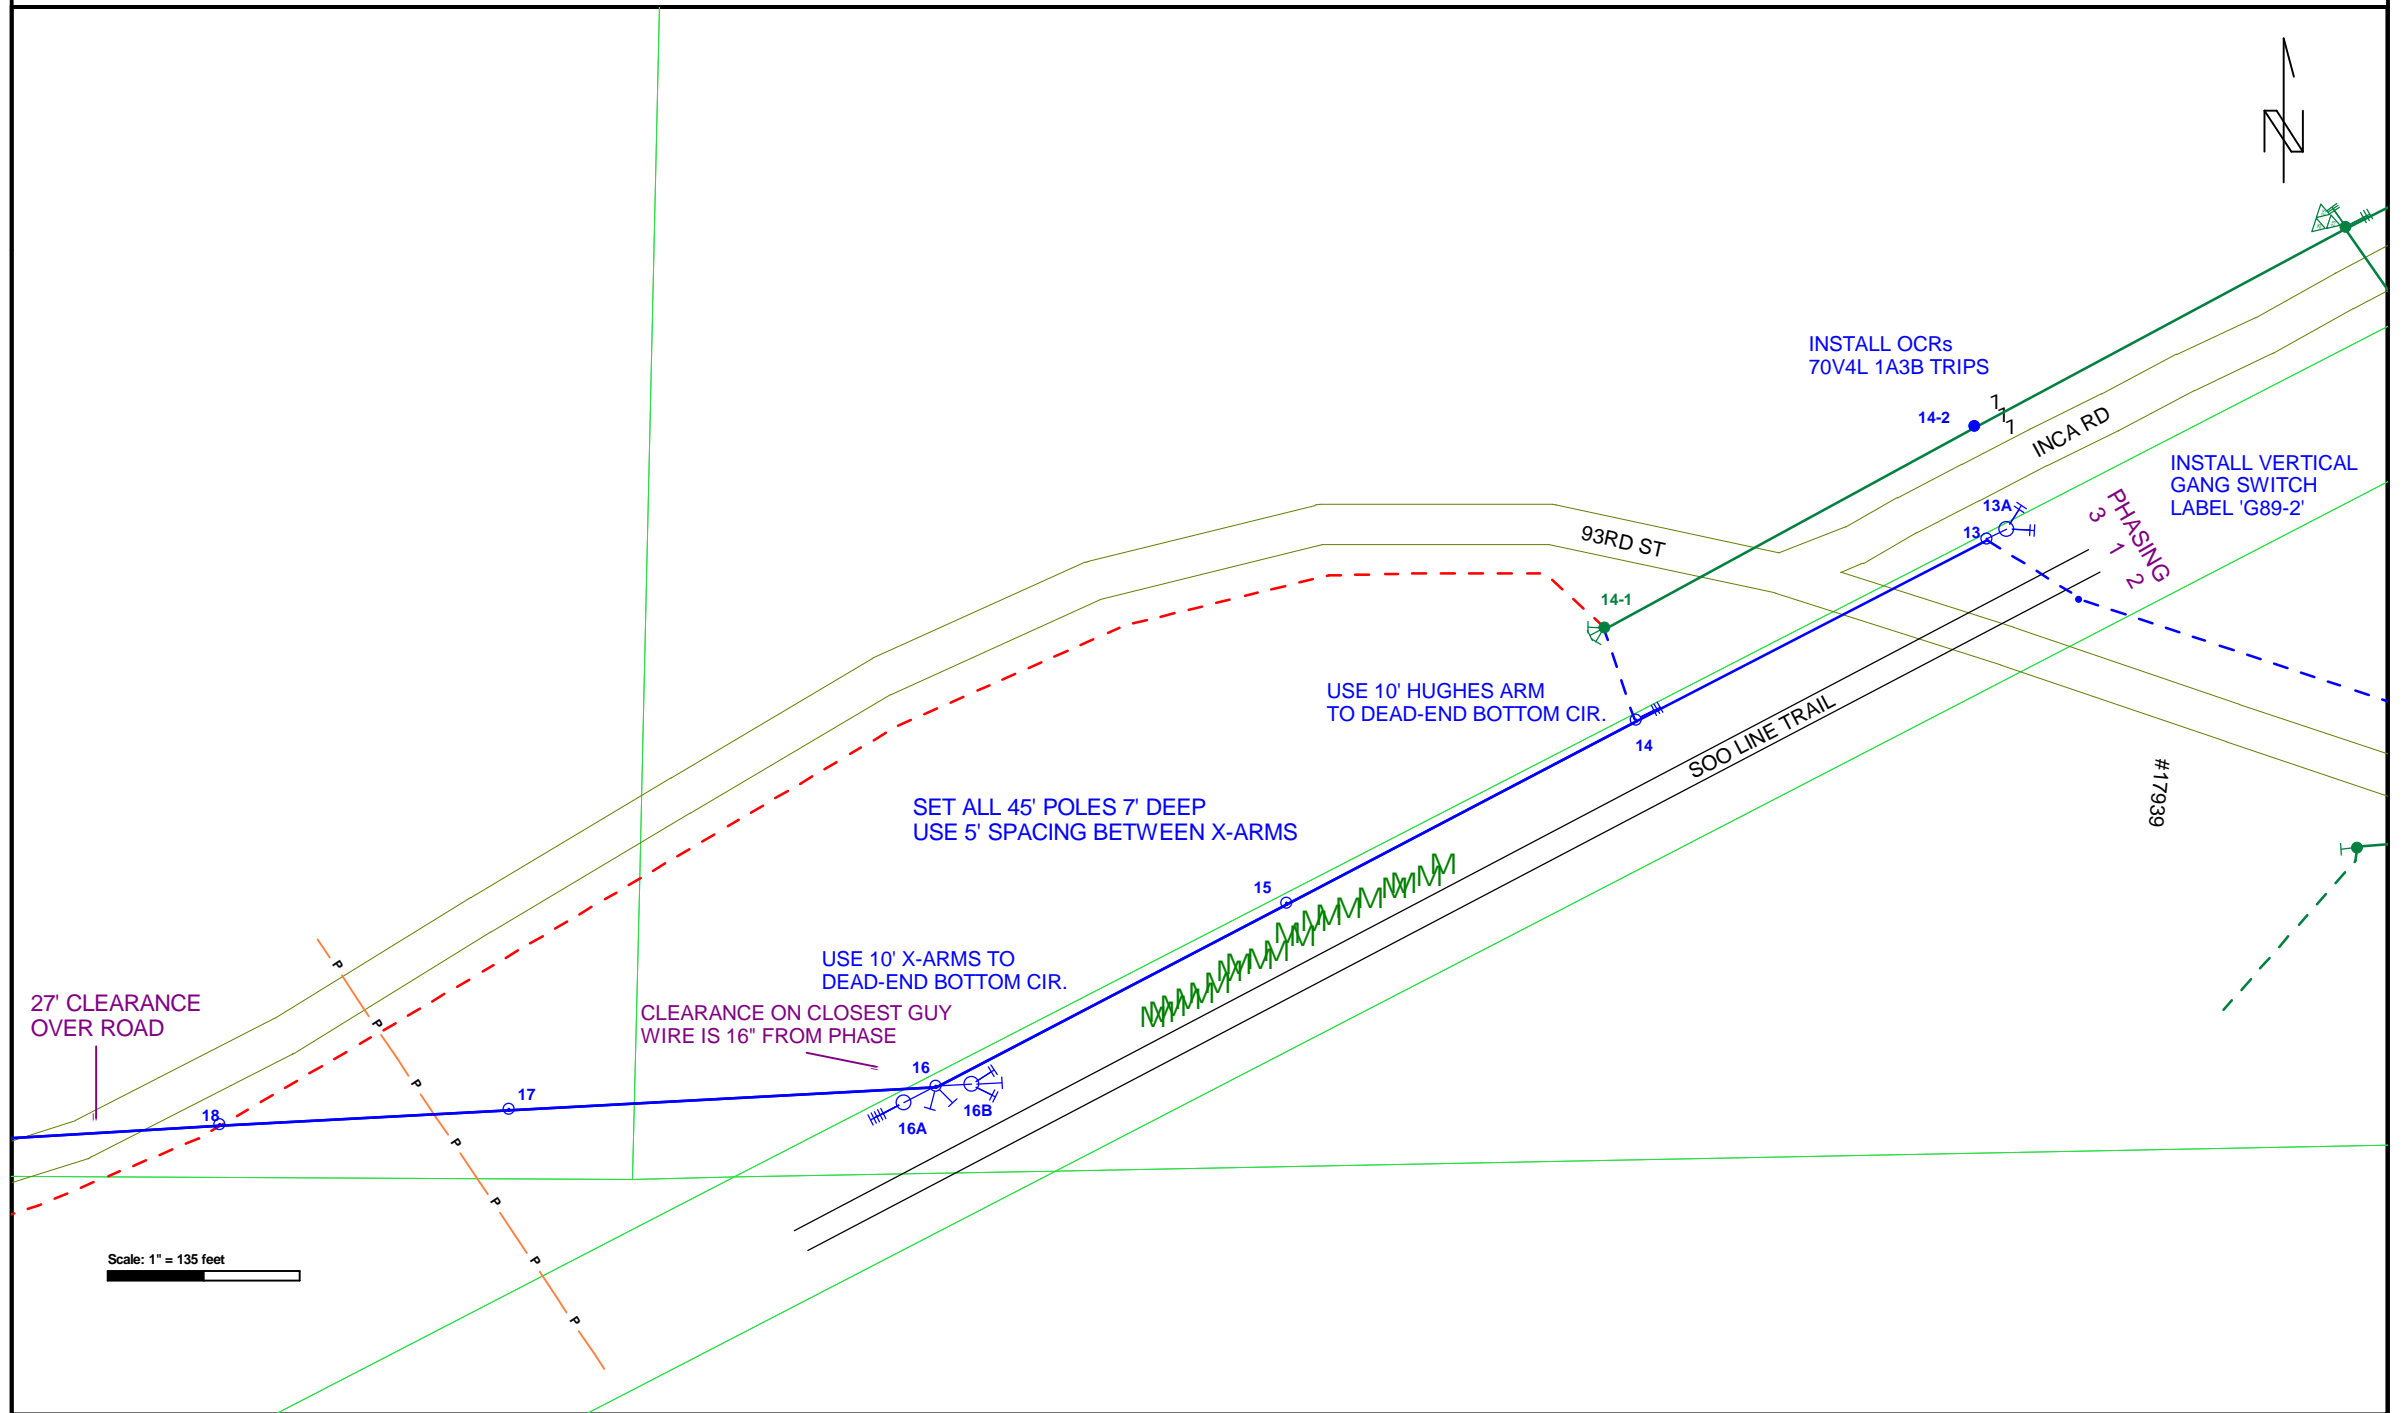 N
INSTALL OCRs
70V4L 1A3B TRIPS
14-2
1
1
1
INCA RD
INSTALL VERTICAL
GANG SWITCH
LABEL 'G89-2'
13A
13
PHASING
3 1 2
93RD ST
14-1
USE 10' HUGHES ARM
TO DEAD-END BOTTOM CIR.
14
SOO LINE TRAIL
#17939
SET ALL 45' POLES 7' DEEP
USE 5' SPACING BETWEEN X-ARMS
15
USE 10' X-ARMS TO
DEAD-END BOTTOM CIR.
27' CLEARANCE
OVER ROAD
CLEARANCE ON CLOSEST GUY
WIRE IS 16" FROM PHASE
16
16B
16A
17
18
P
P
P
P
P
P
P
Scale: 1" = 135 feet